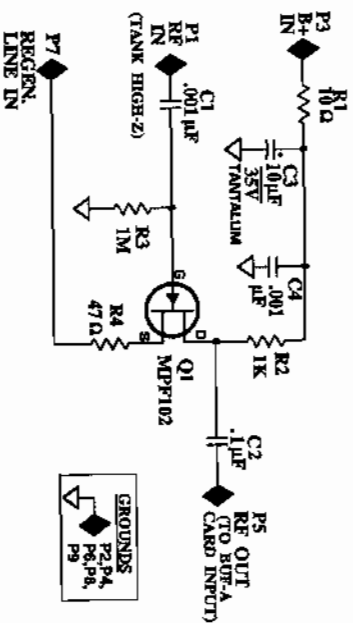 P3
B+
IN
R1
10 Ω
C3
10µF
35V
TANTALUM
C4
.001
µF
R2
1K
P1
RF
IN
(TANK HIGH-Z)
C1
.001µF
R3
1M
G
D
S
Q1
MPF102
C2
.1µF
P5
RF OUT
(TO BUF-A
CARD INPUT)
P7
REGEN.
LINE IN
R4
47Ω
GROUNDS
P2,P4,
P6,P8,
P9